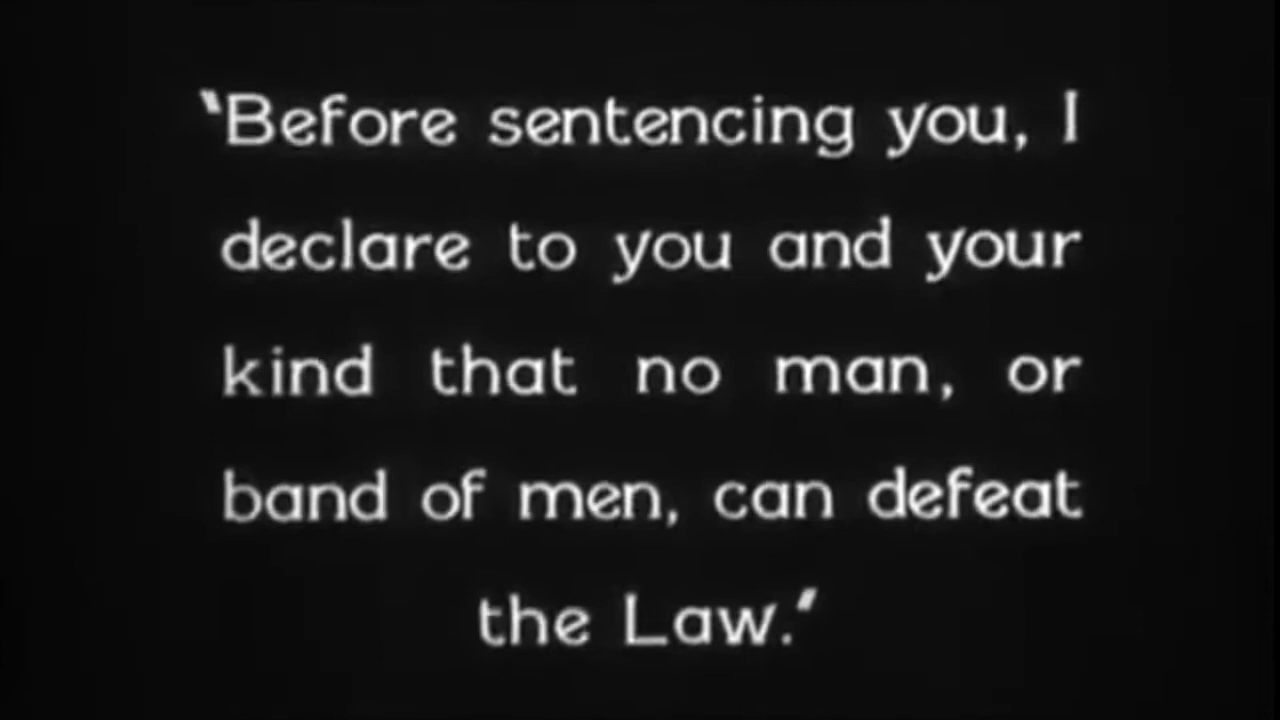 "Before sentencing you, I
declare to you and your
kind that no man, or
band of men, can defeat
the Law."